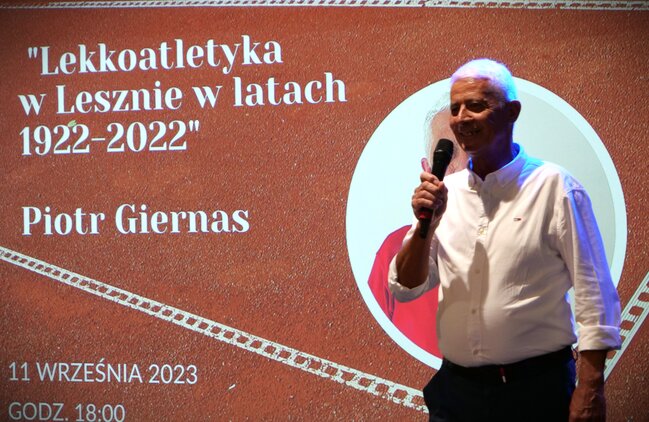 "Lekkoatletyka
w Lesznie w latach
1922-2022"
Piotr Giernas
11 WRZEŚNIA 2023
GODZ. 18:00